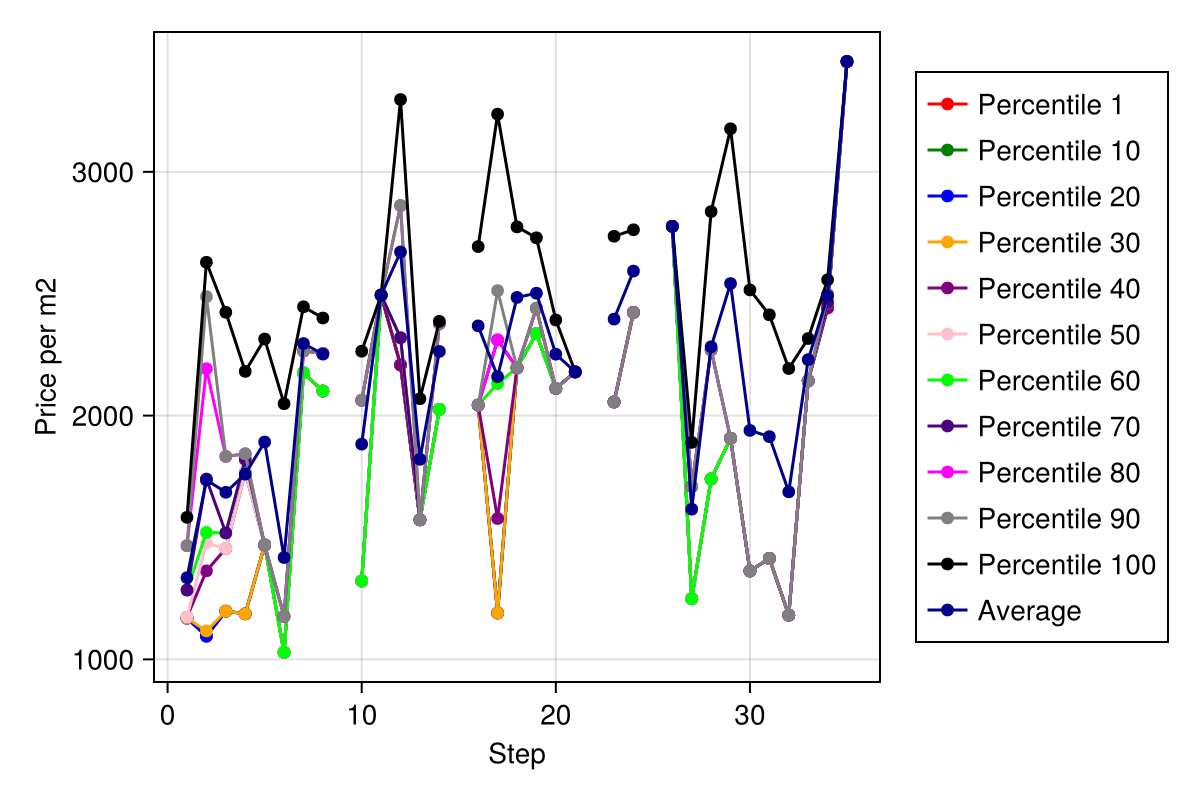 3000
2000
1000
Price per m2
0 10 20 30
Step
Percentile 1
Percentile 10
Percentile 20
Percentile 30
Percentile 40
Percentile 50
Percentile 60
Percentile 70
Percentile 80
Percentile 90
Percentile 100
Average